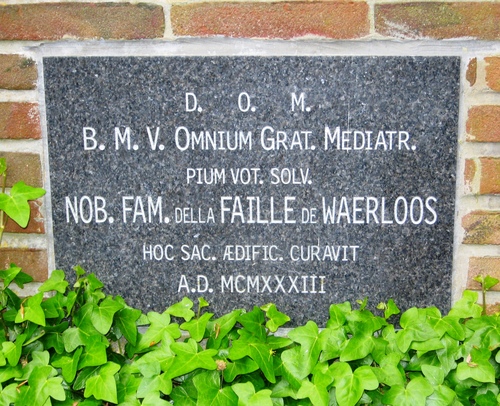 D. O. M.
B. M. V. OMNIUM GRAT. MEDIATR.
PIUM VOT. SOLV.
NOB. FAM. DELLA FAILLE DE WAERLOOS
HOC SAC. ÆDIFIC. CURAVIT
A.D. MCMXXXIII